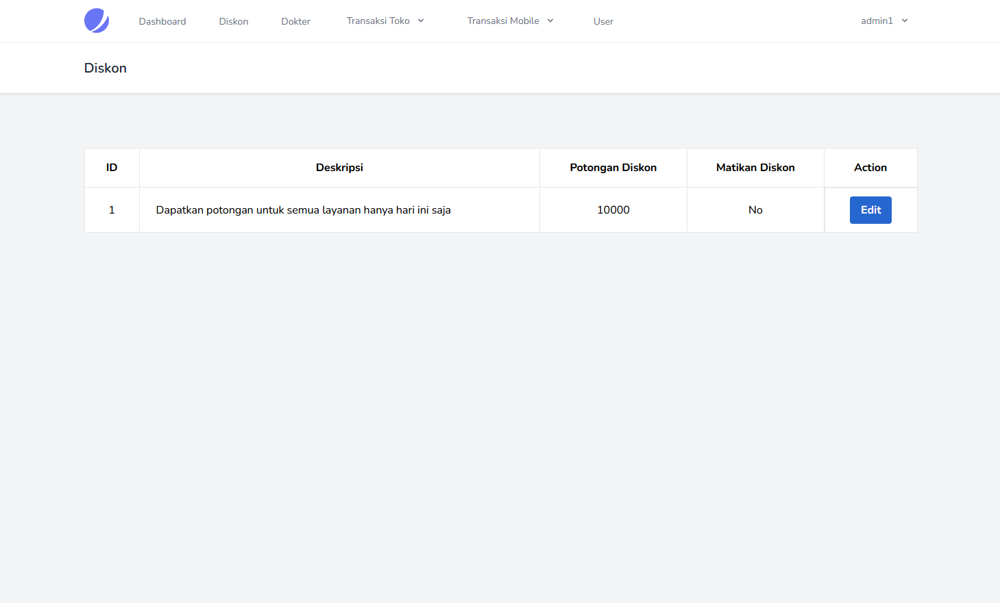 Dashboard Diskon Dokter Transaksi Toko Transaksi Mobile User admin1
Diskon
ID Deskripsi Potongan Diskon Matikan Diskon Action
1 Dapatkan potongan untuk semua layanan hanya hari ini saja 10000 No Edit